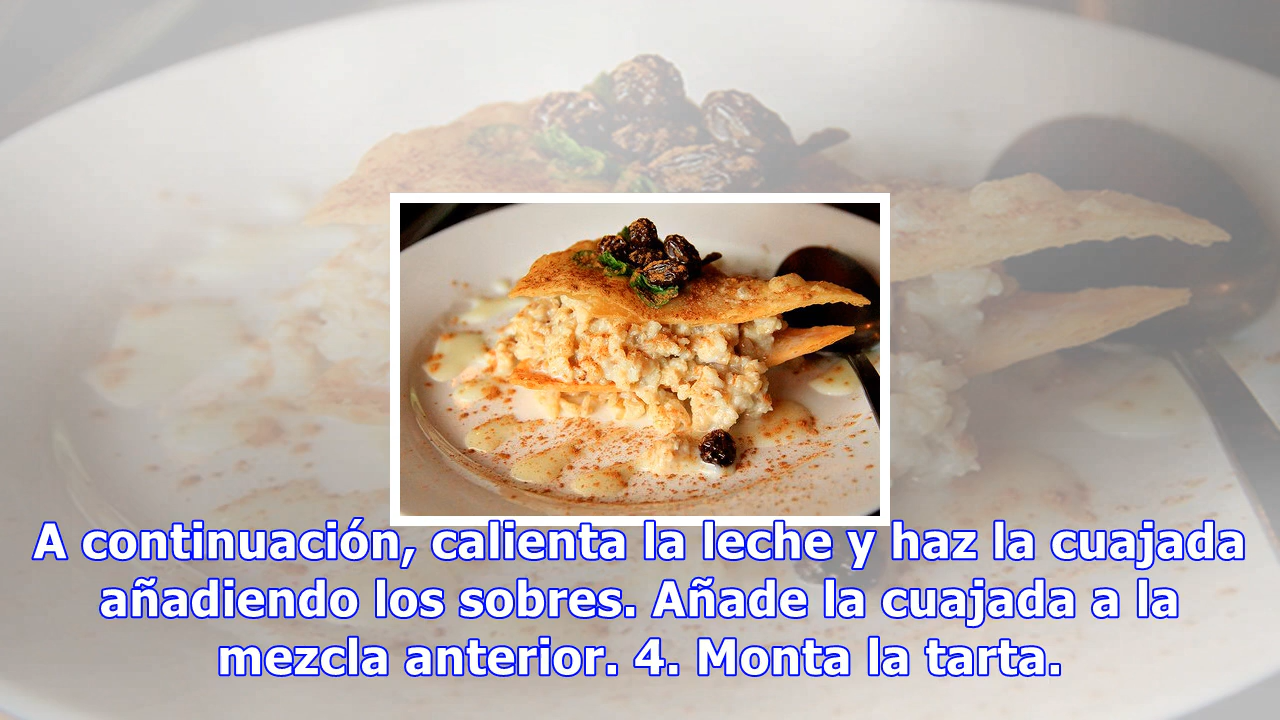 A continuación, calienta la leche y haz la cuajada
añadiendo los sobres. Añade la cuajada a la
mezcla anterior. 4. Monta la tarta.